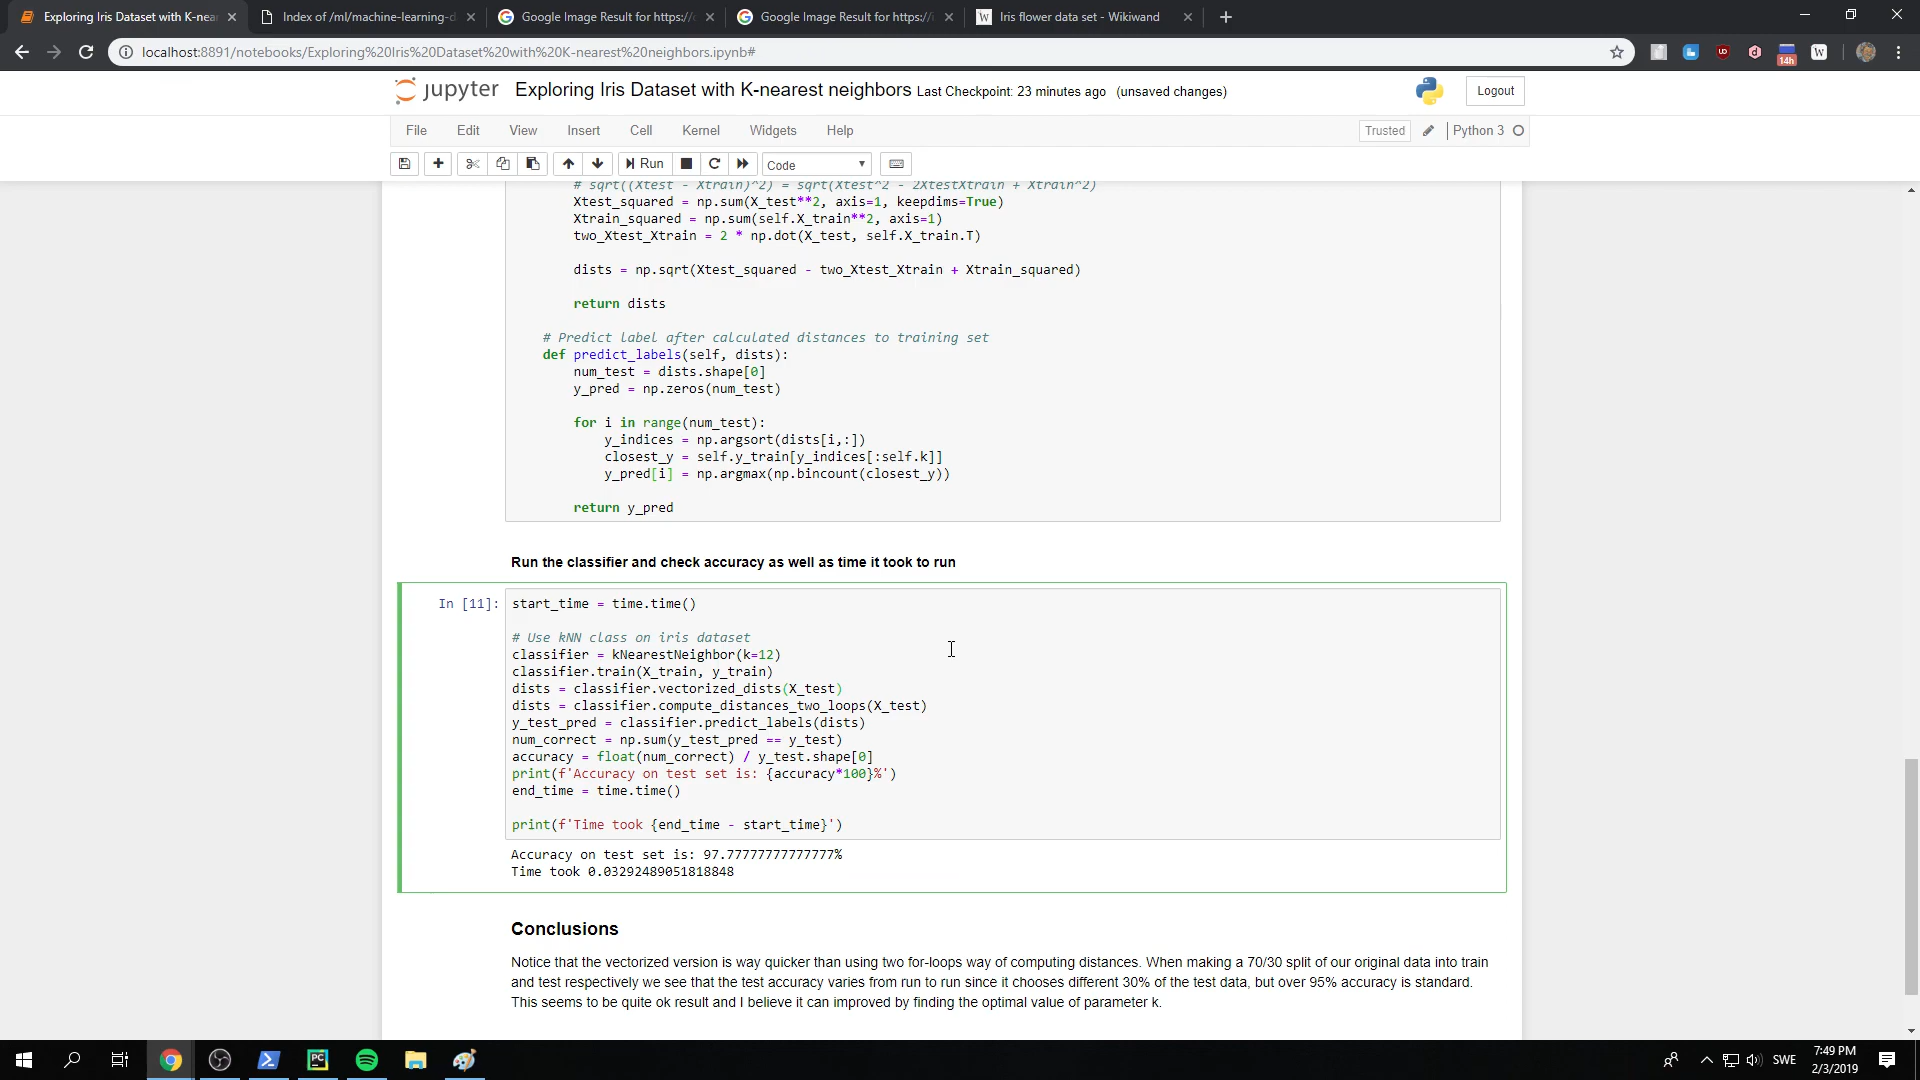 Exploring Iris Dataset with K-near
Index of /ml/machine-learning-d
Google Image Result for https://
Google Image Result for https://
W Iris flower data set - Wikiwand
localhost:8891/notebooks/Exploring%20Iris%20Dataset%20with%20K-nearest%20neighbors.ipynb#
14h
W
jupyter Exploring Iris Dataset with K-nearest neighbors Last Checkpoint: 23 minutes ago (unsaved changes)
Logout
File Edit View Insert Cell Kernel Widgets Help
Trusted Python 3
Run Code
# sqrt((Xtest - Xtrain)^2) = sqrt(Xtest^2 - 2XtestXtrain + Xtrain^2)
Xtest_squared = np.sum(X_test**2, axis=1, keepdims=True)
Xtrain_squared = np.sum(self.X_train**2, axis=1)
two_Xtest_Xtrain = 2 * np.dot(X_test, self.X_train.T)
dists = np.sqrt(Xtest_squared - two_Xtest_Xtrain + Xtrain_squared)
return dists
# Predict label after calculated distances to training set
def predict_labels(self, dists):
num_test = dists.shape[0]
y_pred = np.zeros(num_test)
for i in range(num_test):
y_indices = np.argsort(dists[i,:])
closest_y = self.y_train[y_indices[:self.k]]
y_pred[i] = np.argmax(np.bincount(closest_y))
return y_pred
Run the classifier and check accuracy as well as time it took to run
In [11]: start_time = time.time()
# Use kNN class on iris dataset
classifier = kNearestNeighbor(k=12)
classifier.train(X_train, y_train)
dists = classifier.vectorized_dists(X_test)
dists = classifier.compute_distances_two_loops(X_test)
y_test_pred = classifier.predict_labels(dists)
num_correct = np.sum(y_test_pred == y_test)
accuracy = float(num_correct) / y_test.shape[0]
print(f'Accuracy on test set is: {accuracy*100}%')
end_time = time.time()
print(f'Time took {end_time - start_time}')
Accuracy on test set is: 97.77777777777777%
Time took 0.03292489051818848
Conclusions
Notice that the vectorized version is way quicker than using two for-loops way of computing distances. When making a 70/30 split of our original data into train
and test respectively we see that the test accuracy varies from run to run since it chooses different 30% of the test data, but over 95% accuracy is standard.
This seems to be quite ok result and I believe it can improved by finding the optimal value of parameter k.
PC
SWE
7:49 PM
2/3/2019